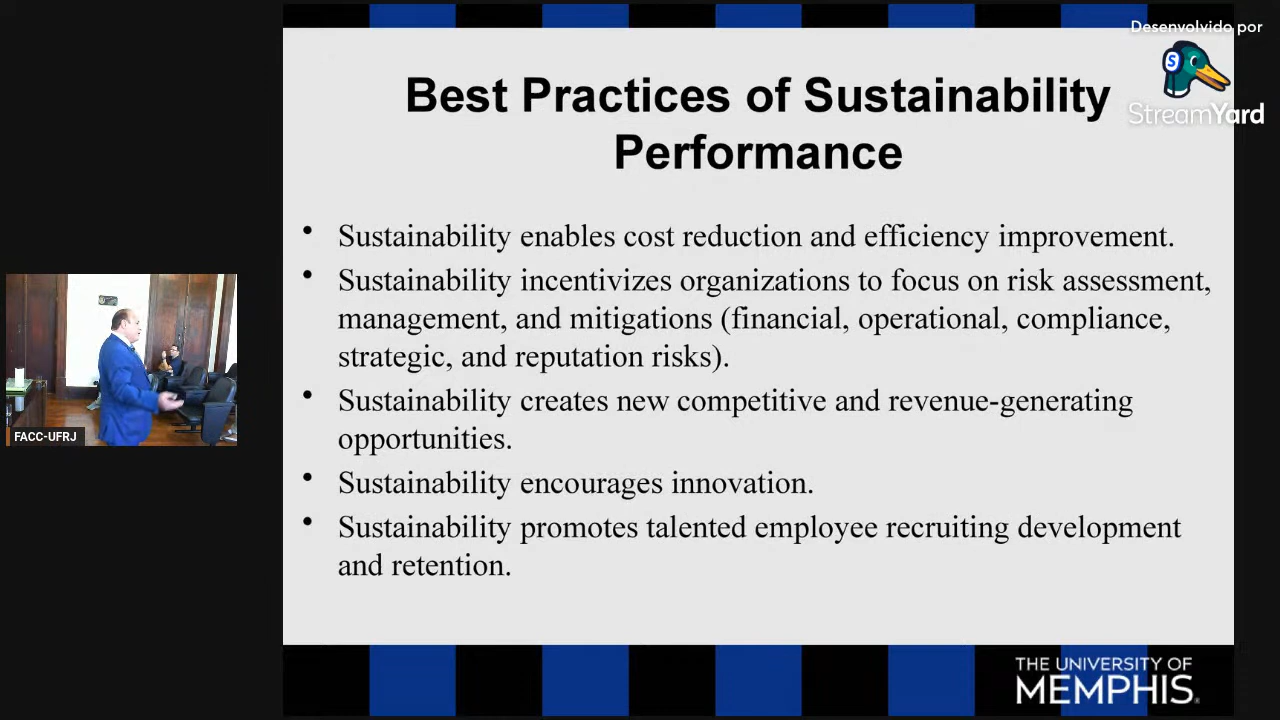 Desenvolvido por
StreamYard
Best Practices of Sustainability
Performance
• Sustainability enables cost reduction and efficiency improvement.
• Sustainability incentivizes organizations to focus on risk assessment,
management, and mitigations (financial, operational, compliance,
strategic, and reputation risks).
• Sustainability creates new competitive and revenue-generating
opportunities.
• Sustainability encourages innovation.
• Sustainability promotes talented employee recruiting development
and retention.
FACC-UFRJ
THE UNIVERSITY OF
MEMPHIS